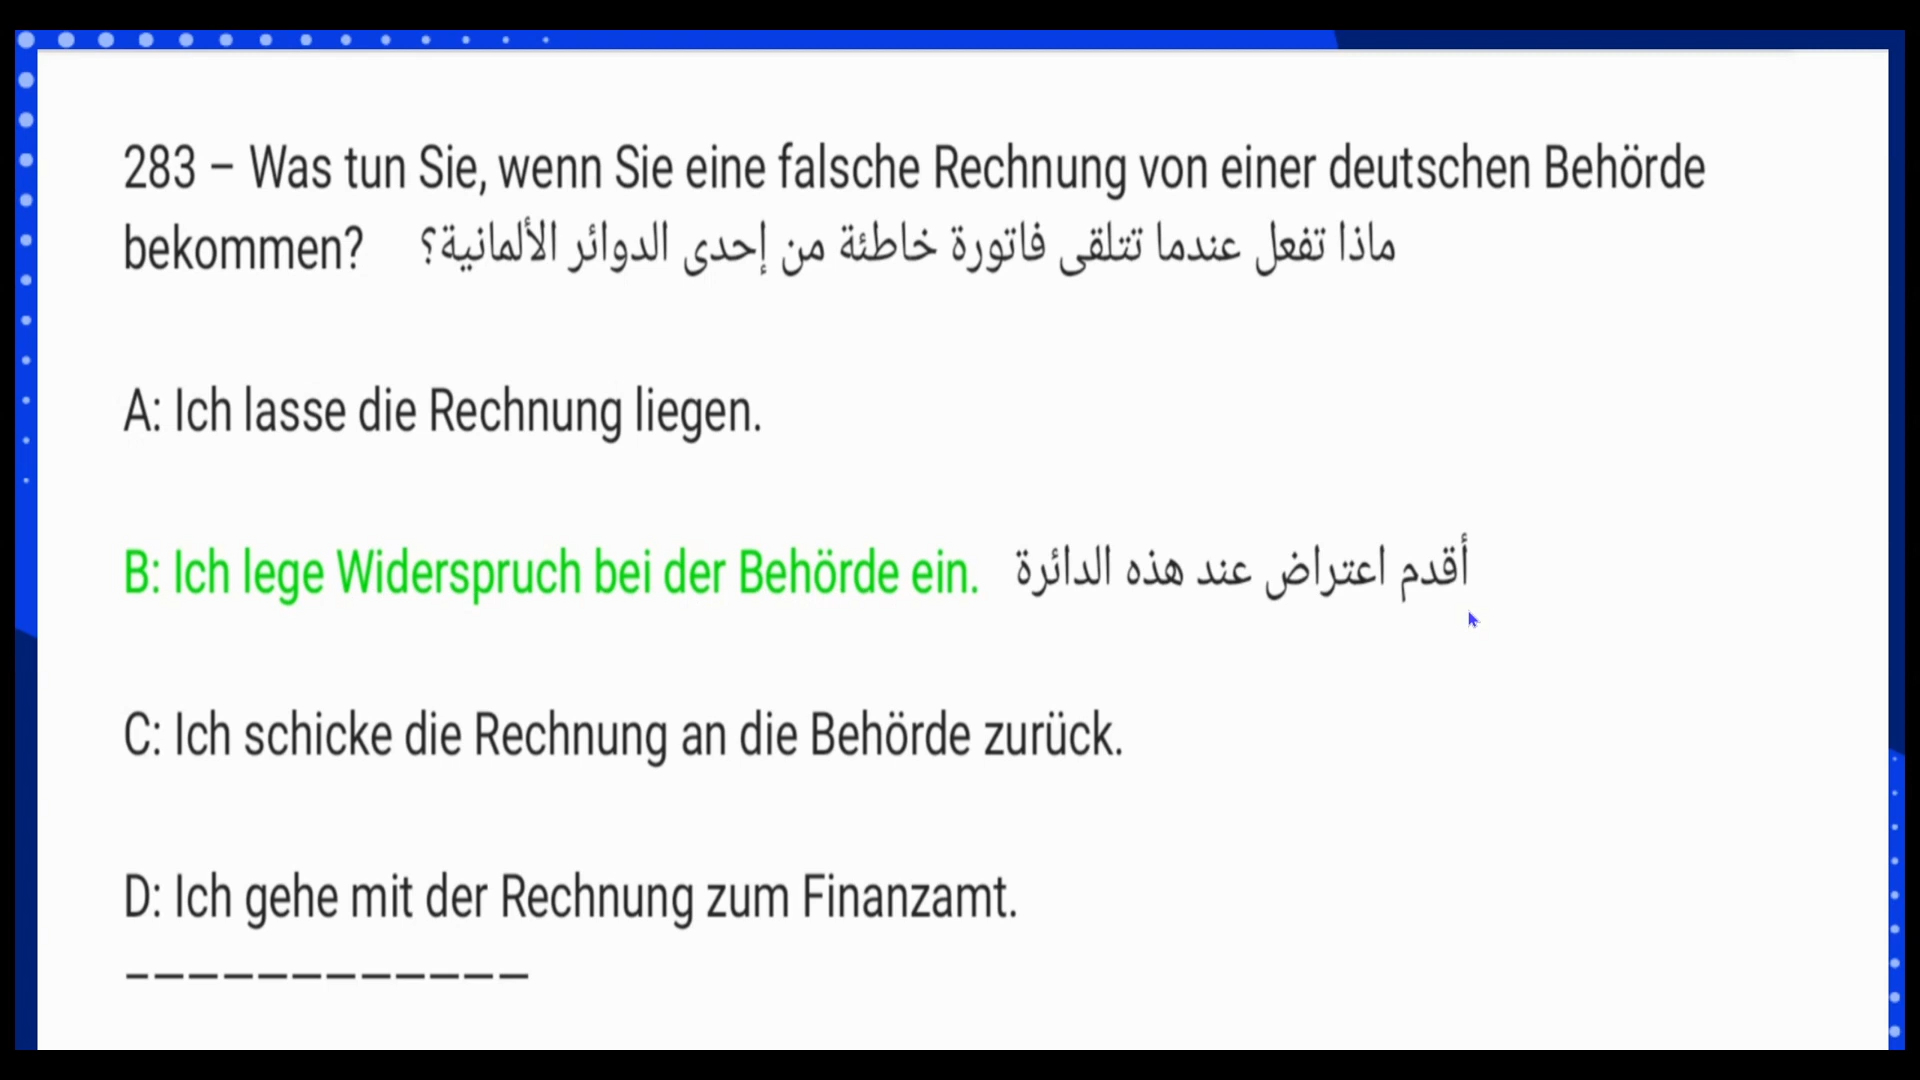 283 – Was tun Sie, wenn Sie eine falsche Rechnung von einer deutschen Behörde
bekommen? ماذا تفعل عندما تتلقى فاتورة خاطئة من إحدى الدوائر الألمانية؟
A: Ich lasse die Rechnung liegen.
B: Ich lege Widerspruch bei der Behörde ein. أقدم اعتراض عند هذه الدائرة
C: Ich schicke die Rechnung an die Behörde zurück.
D: Ich gehe mit der Rechnung zum Finanzamt.
––––––––––––